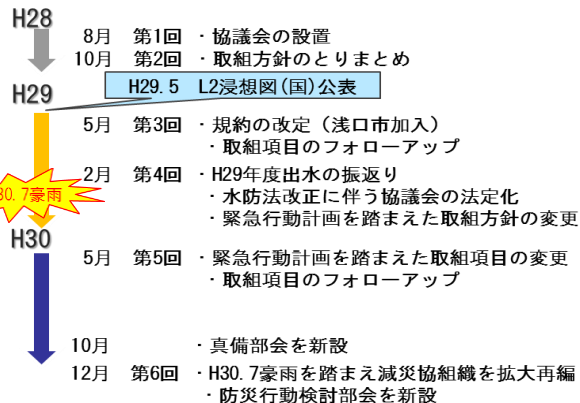 H28
8月 第1回 ・協議会の設置
10月 第2回 ・取組方針のとりまとめ
H29.5 L2浸想図(国)公表
H29
5月 第3回 ・規約の改定（浅口市加入）
・取組項目のフォローアップ
2月 第4回 ・H29年度出水の振返り
30.7豪雨
・水防法改正に伴う協議会の法定化
・緊急行動計画を踏まえた取組方針の変更
H30
5月 第5回 ・緊急行動計画を踏まえた取組項目の変更
・取組項目のフォローアップ
10月 ・真備部会を新設
12月 第6回 ・H30.7豪雨を踏まえ減災協組織を拡大再編
・防災行動検討部会を新設